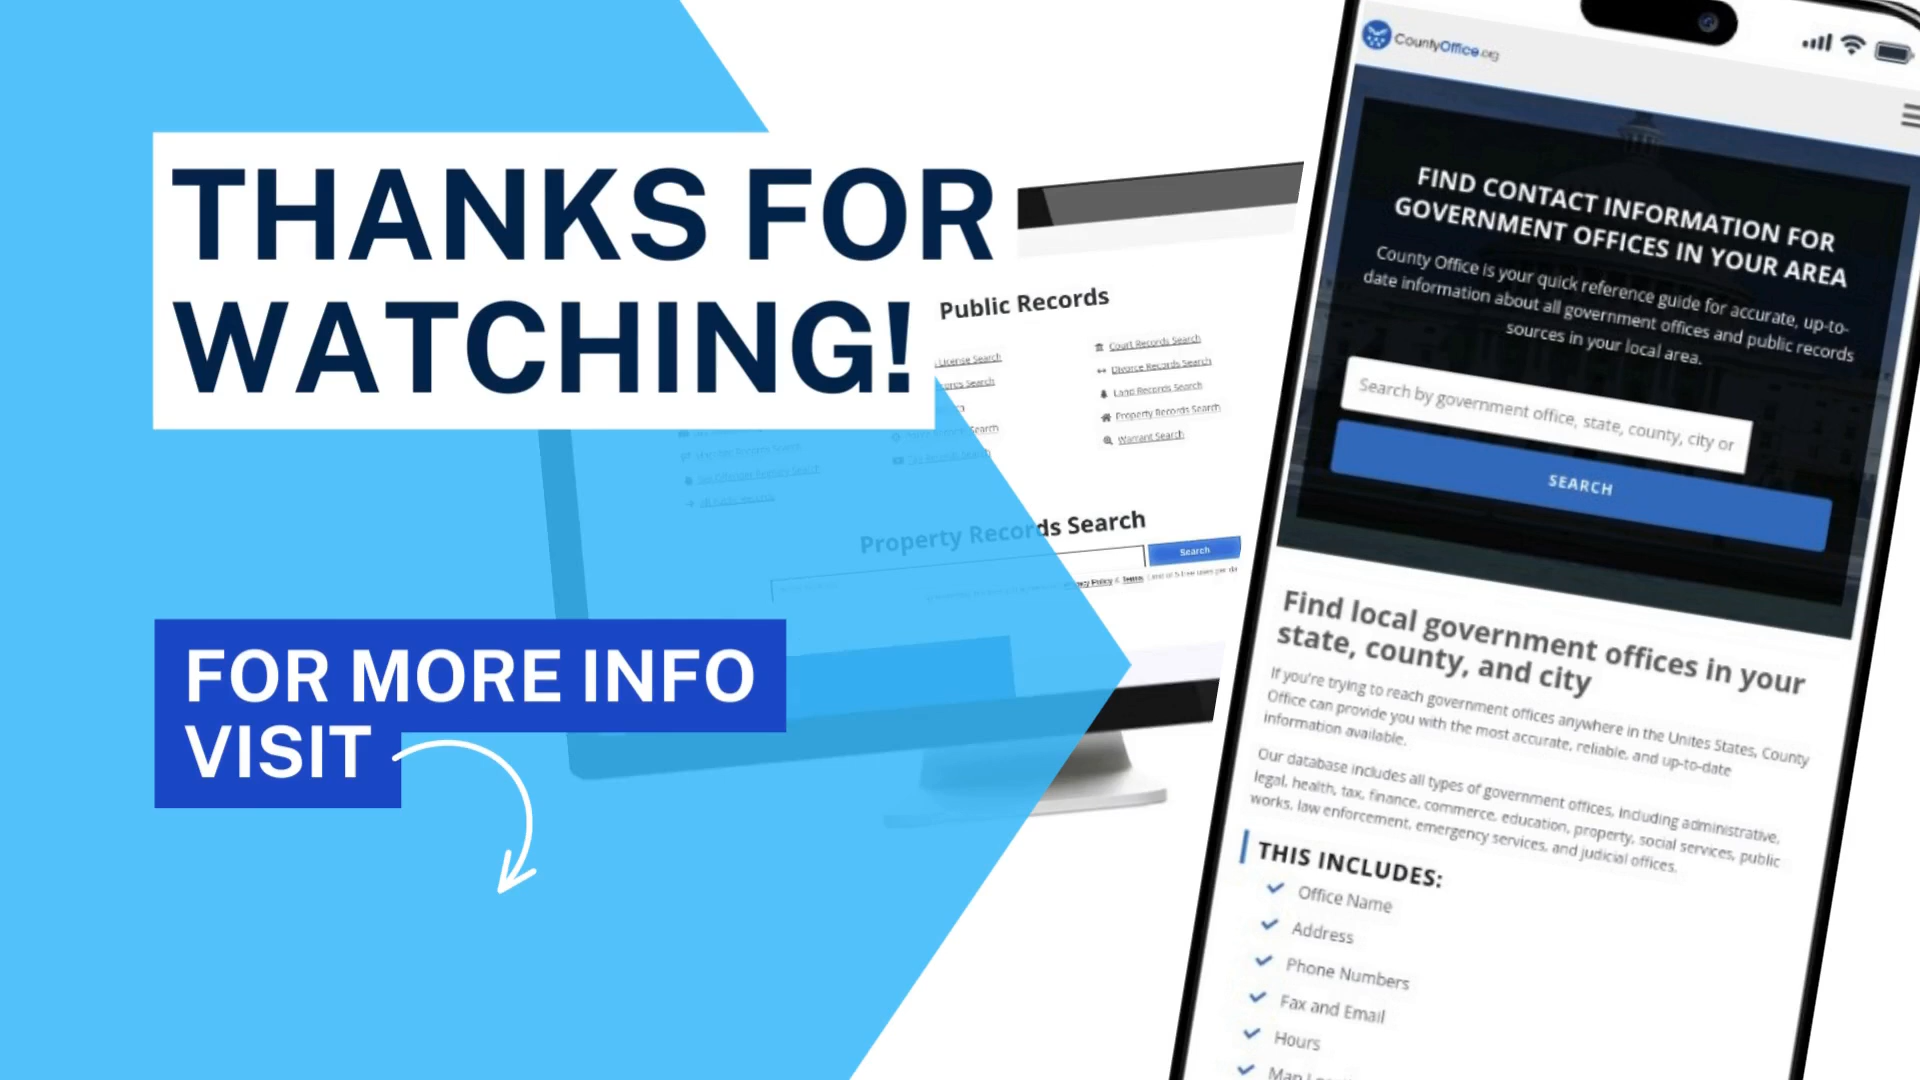 THANKS FOR
WATCHING!
FOR MORE INFO
VISIT
Public Records
License Search
Search
Search
Court Records Search
Divorce Records Search
Land Records Search
Property Records Search
Warrant Search
Property Records Search
Search
Policy & Terms
CountyOffice.org
FIND CONTACT INFORMATION FOR
GOVERNMENT OFFICES IN YOUR AREA
County Office is your quick reference guide for accurate, up-to-
date information about all government offices and public records
sources in your local area.
Search by government office, state, county, city or
SEARCH
Find local government offices in your
state, county, and city
If you're trying to reach government offices anywhere in the Unites States, County
Office can provide you with the most accurate, reliable, and up-to-date
information available.
Our database includes all types of government offices, including administrative,
legal, health, tax, finance, commerce, education, property, social services, public
works, law enforcement, emergency services, and judicial offices.
THIS INCLUDES:
Office Name
Address
Phone Numbers
Fax and Email
Hours